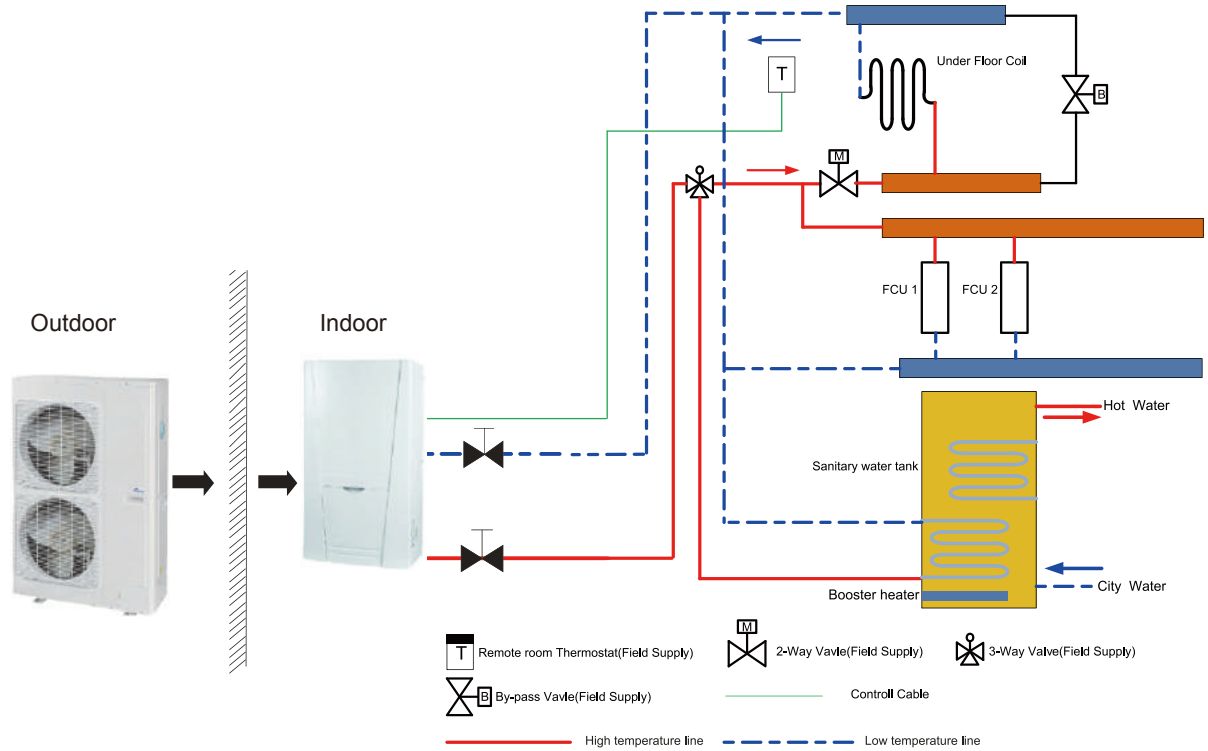 T
Under Floor Coil
B
M
FCU 1
FCU 2
Outdoor
Indoor
Hot Water
Sanitary water tank
Booster heater
City Water
T Remote room Thermostat(Field Supply)
M 2-Way Vavle(Field Supply)
3-Way Valve(Field Supply)
B By-pass Vavle(Field Supply)
Controll Cable
High temperature line
Low temperature line